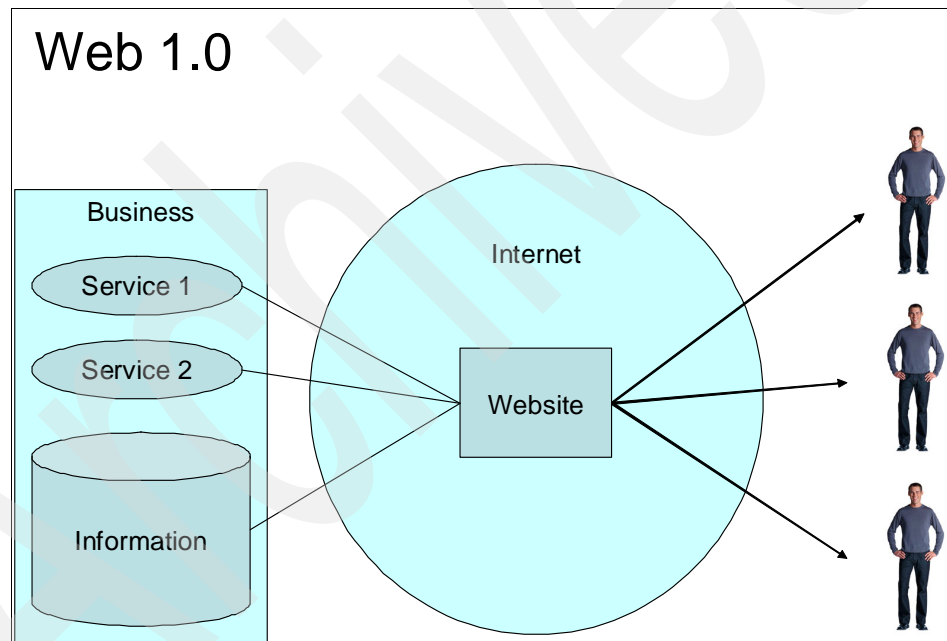 Web 1.0
Business
Service 1
Service 2
Information
Internet
Website